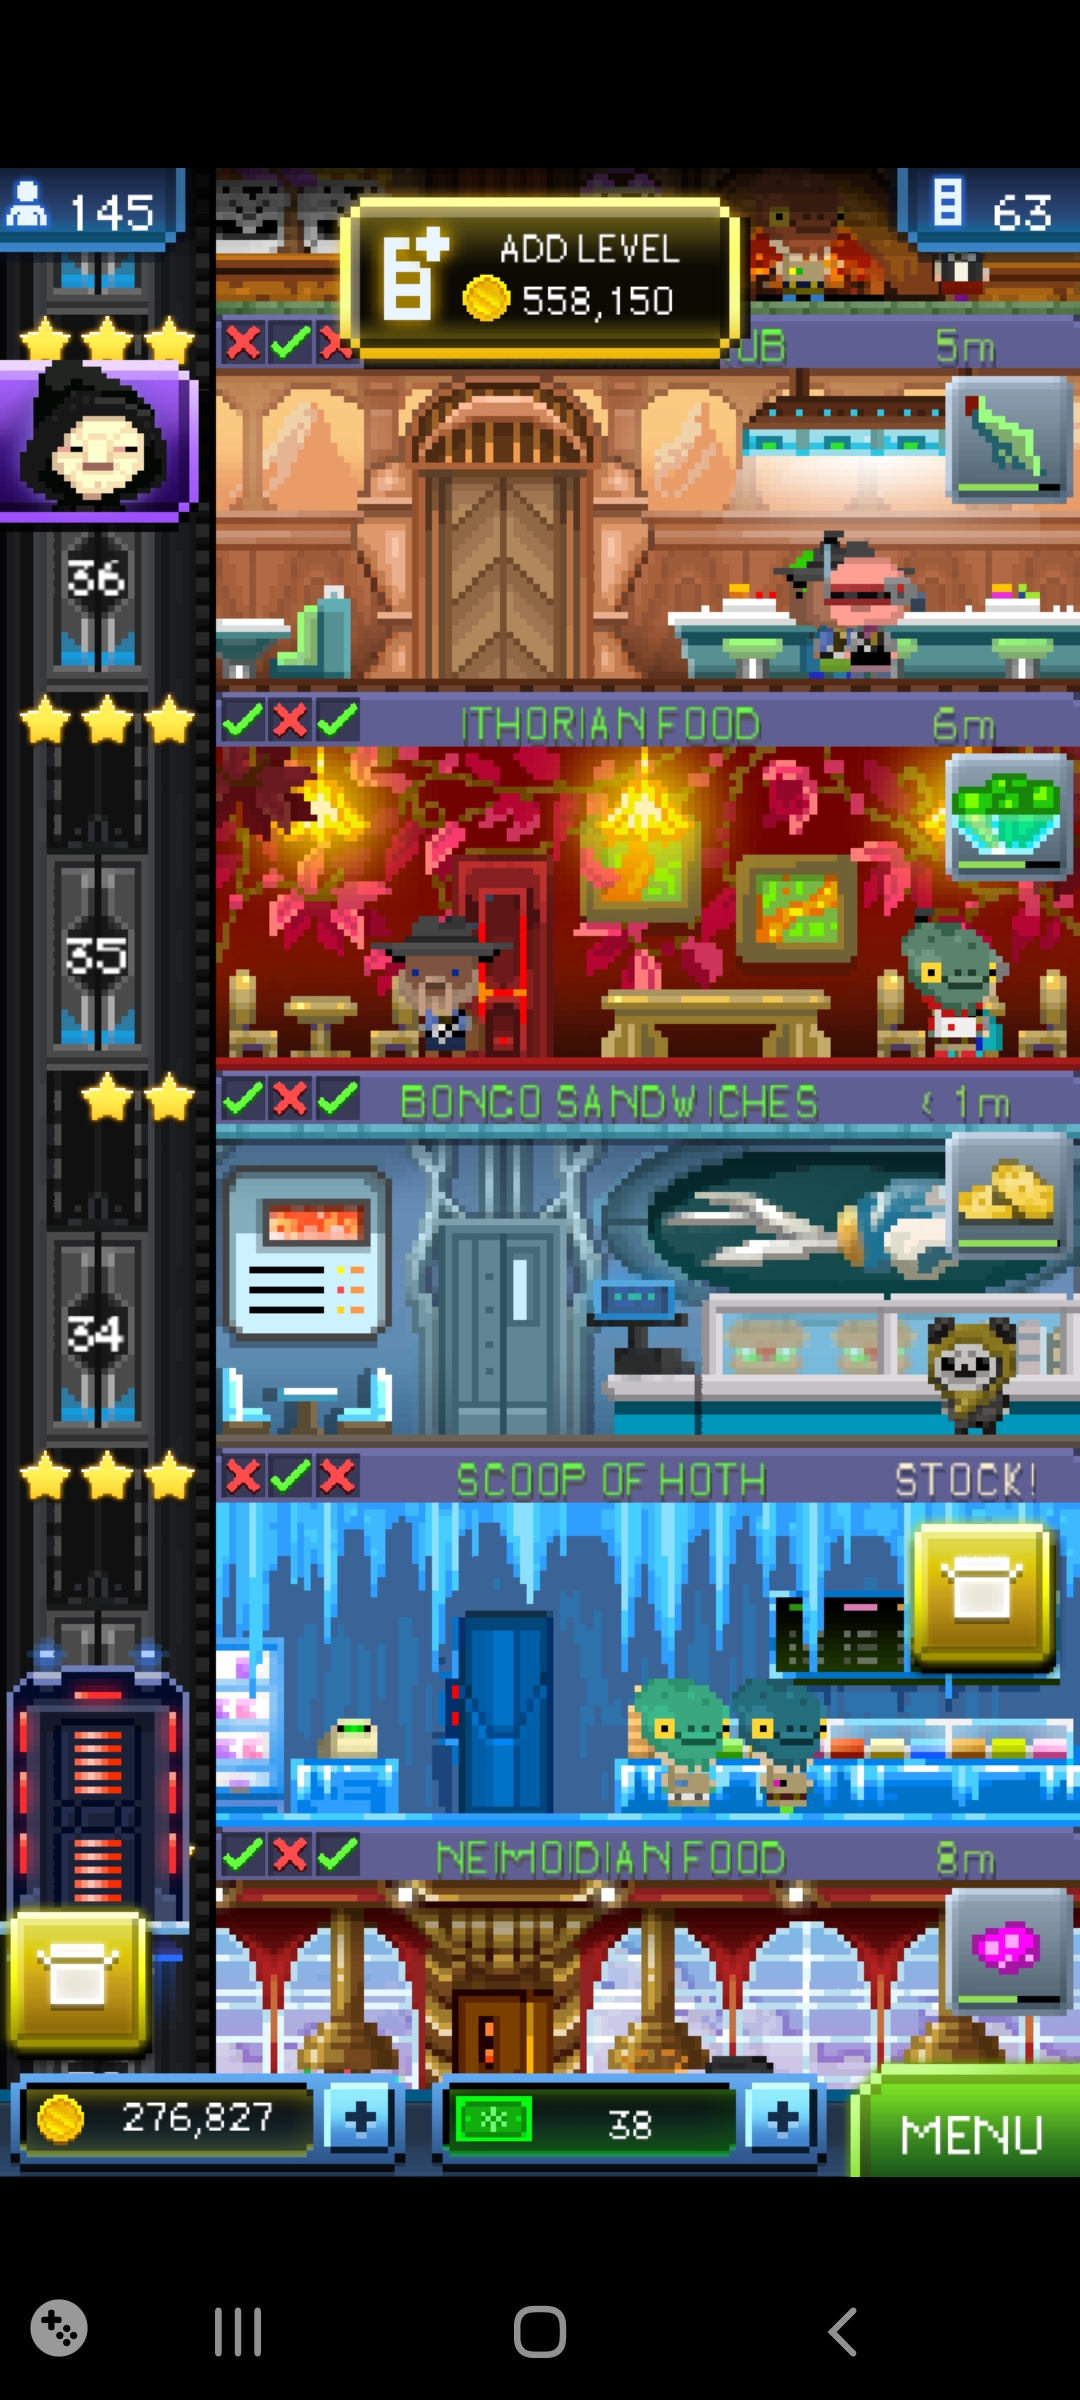 145
63
ADD LEVEL
558,150
UB 5m
36
ITHORIAN FOOD 6m
35
BONGO SANDWICHES < 1m
34
SCOOP OF HOTH STOCK!
NEIMOIDIAN FOOD 8m
276,827
38
MENU